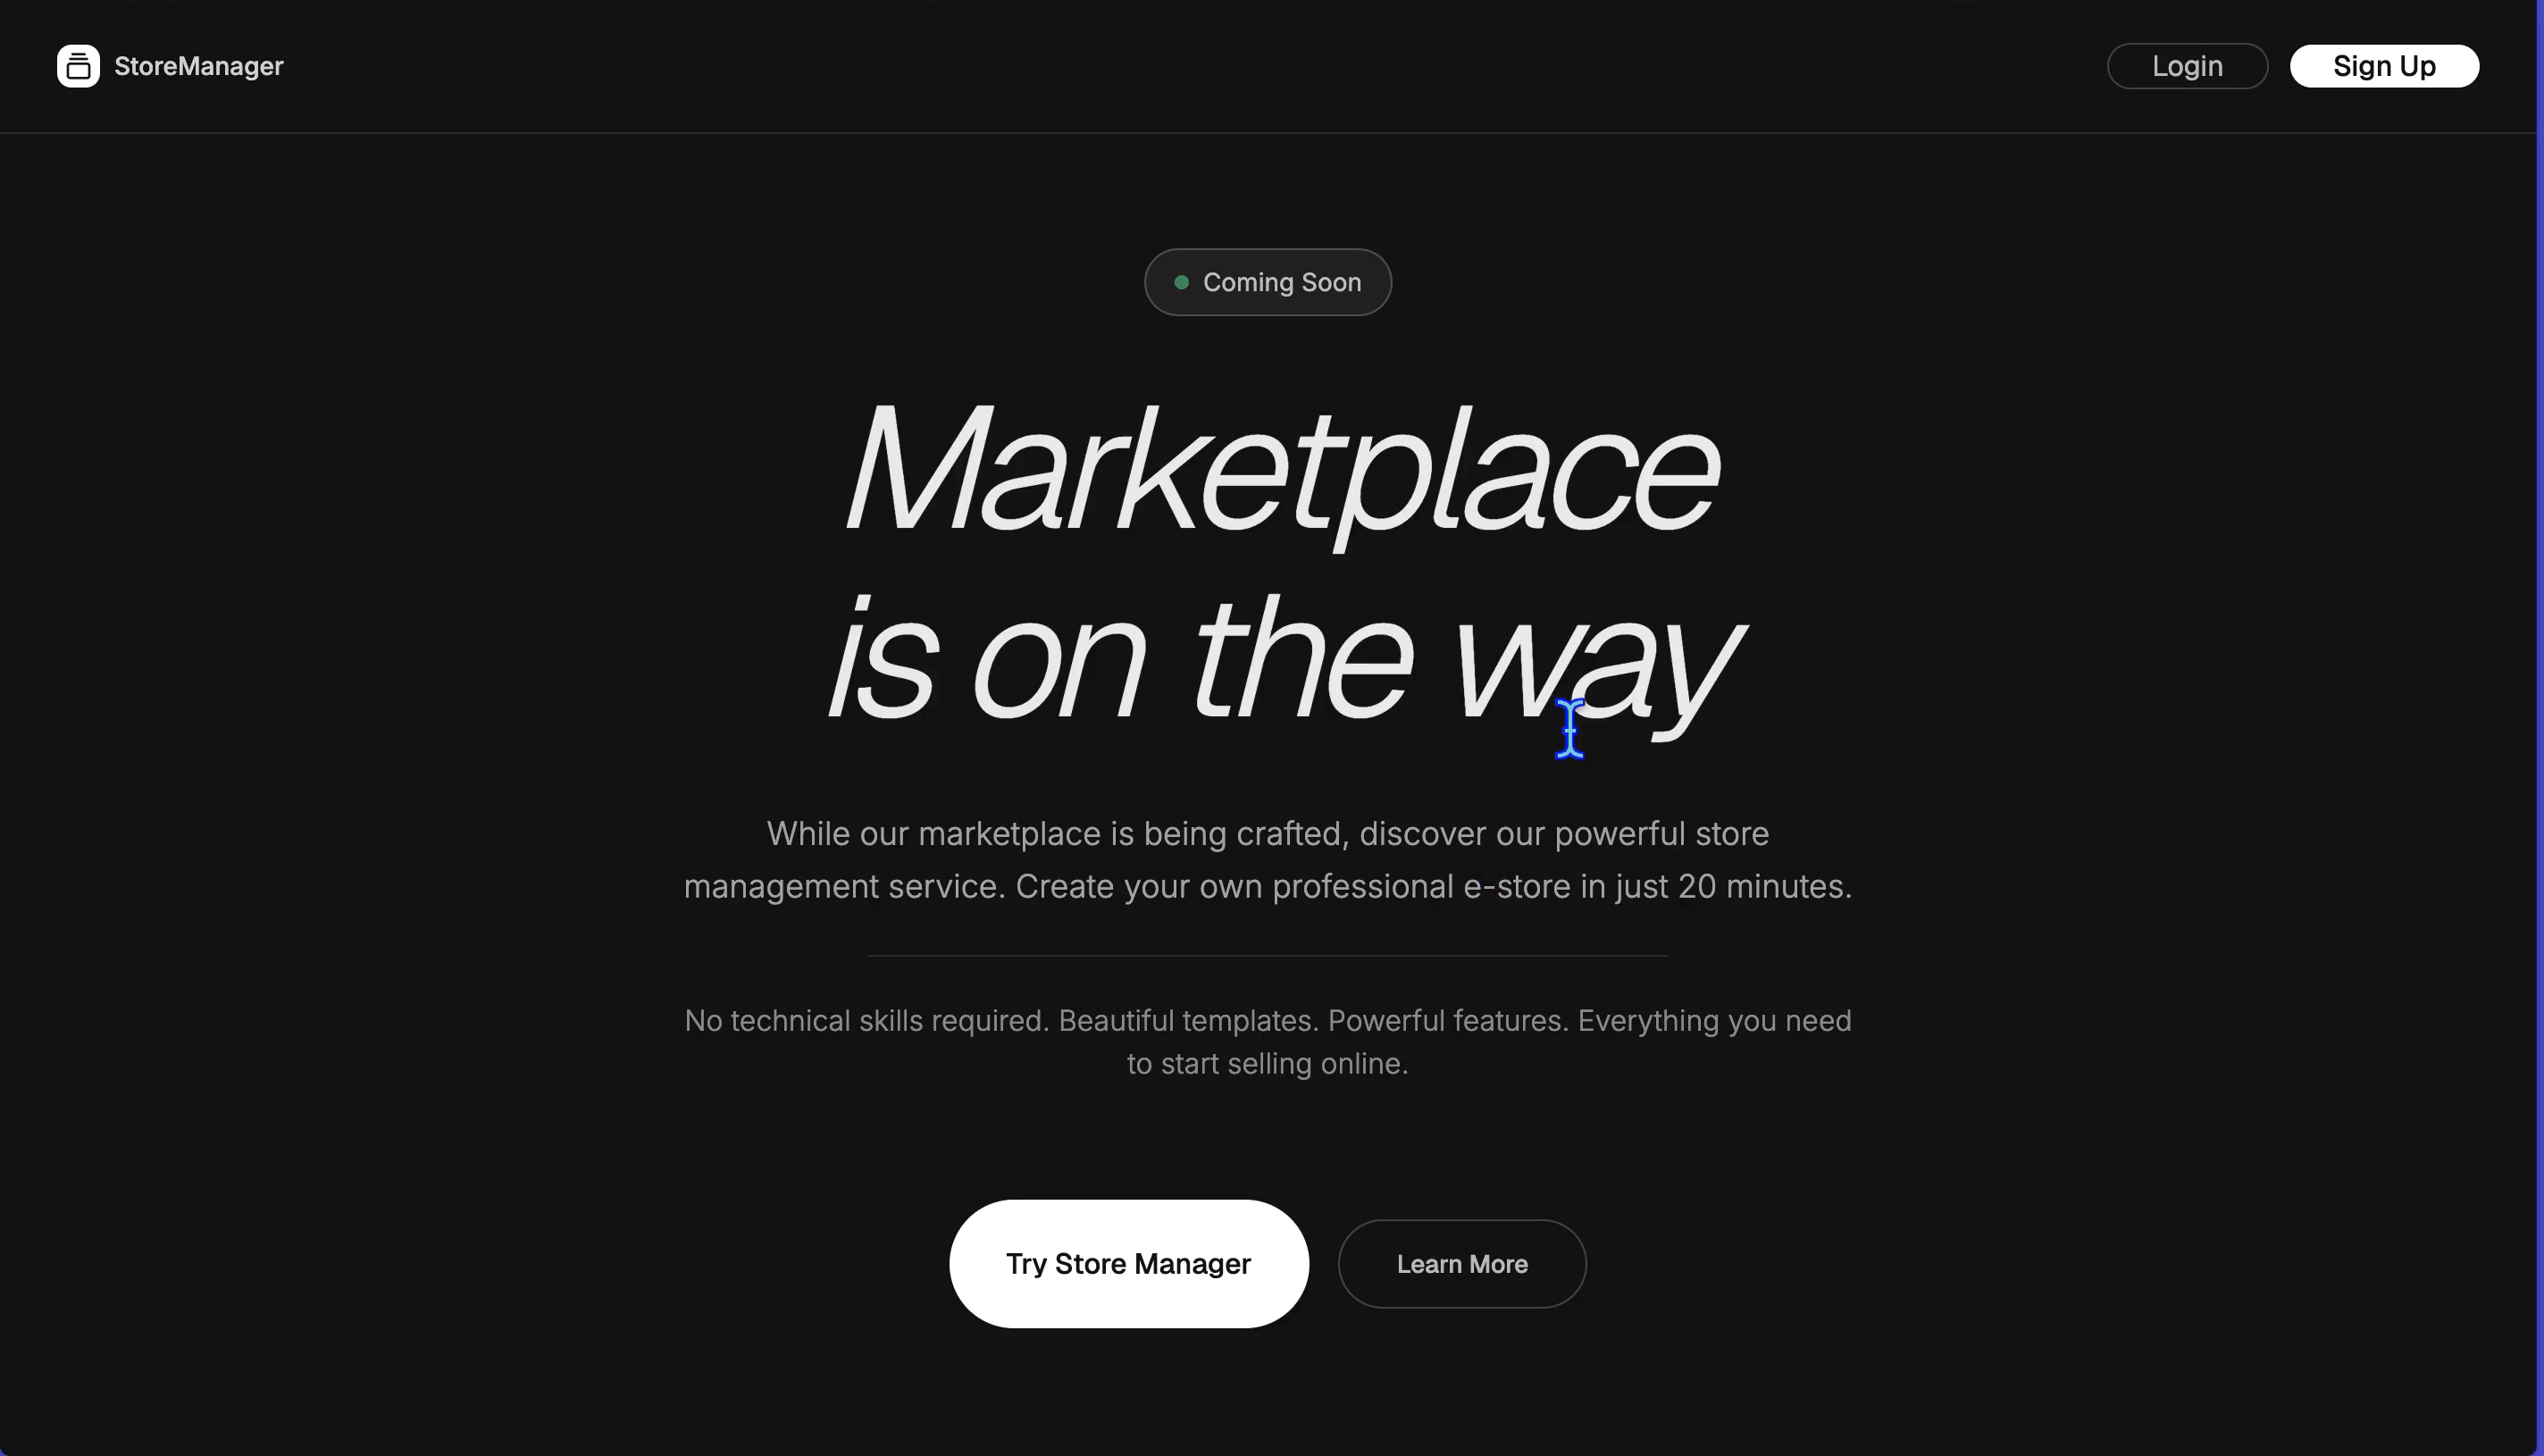 StoreManager
Login
Sign Up
Coming Soon
Marketplace
is on the way
While our marketplace is being crafted, discover our powerful store
management service. Create your own professional e-store in just 20 minutes.
No technical skills required. Beautiful templates. Powerful features. Everything you need
to start selling online.
Try Store Manager
Learn More